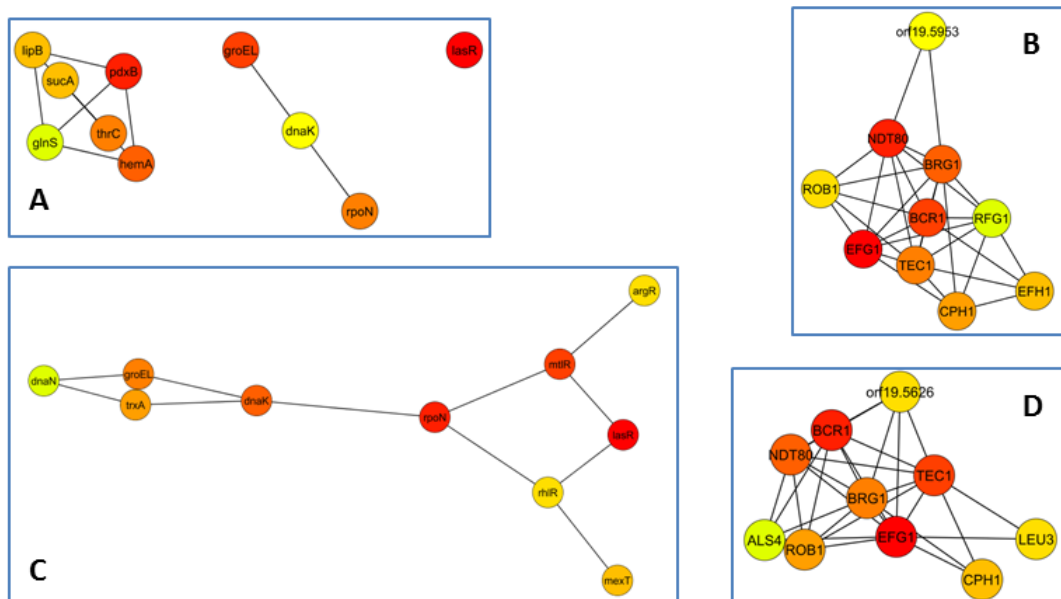 lipB
sucA
pdxB
thrC
glnS
hemA
groEL
dnaK
rpoN
lasR
A
orf19.5953
B
NDT80
BRG1
ROB1
BCR1
RFG1
EFG1
TEC1
EFH1
CPH1
argR
mtlR
groEL
dnaN
trxA
dnaK
rpoN
lasR
rhlR
mexT
C
orf19.5626
D
BCR1
NDT80
TEC1
BRG1
ALS4
ROB1
EFG1
LEU3
CPH1